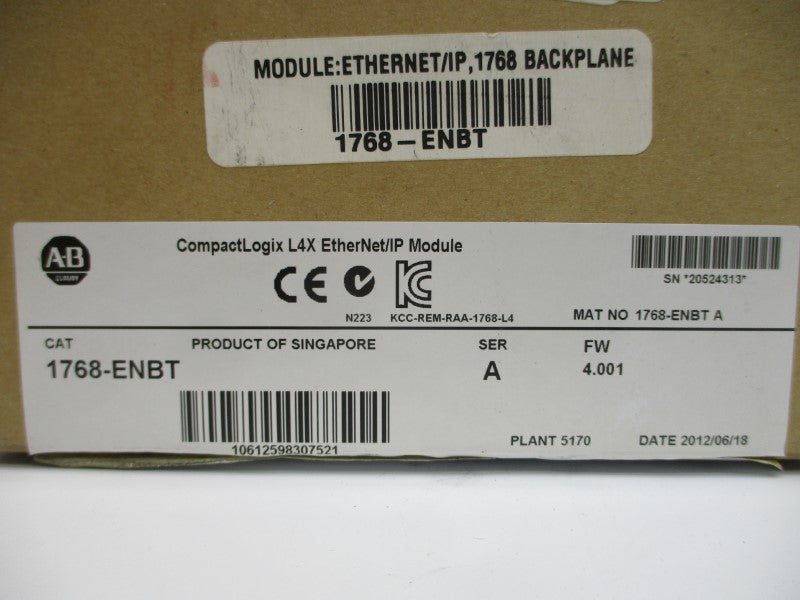 MODULE:ETHERNET/IP,1768 BACKPLANE
1768-ENBT
A-B
QUALITY
CompactLogix L4X EtherNet/IP Module
CE
N223 KCC-REM-RAA-1768-L4
SN *20524313*
MAT NO 1768-ENBT A
CAT PRODUCT OF SINGAPORE SER FW
1768-ENBT A 4.001
10612598307521
PLANT 5170 DATE 2012/06/18